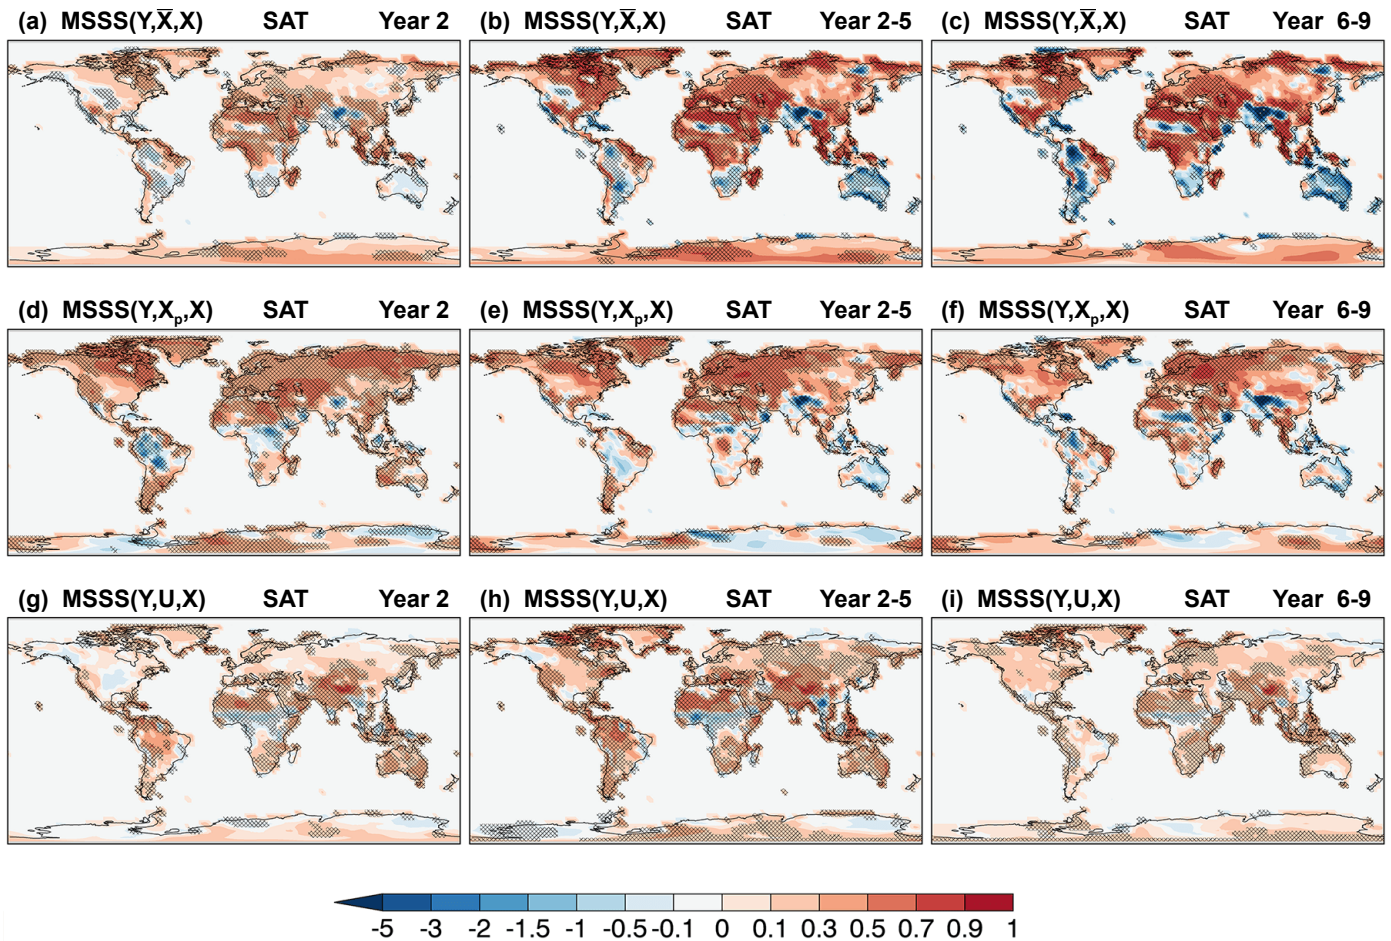 (a) MSSS(Y,X̅,X) SAT Year 2
(b) MSSS(Y,X̅,X) SAT Year 2-5
(c) MSSS(Y,X̅,X) SAT Year 6-9
(d) MSSS(Y,Xp,X) SAT Year 2
(e) MSSS(Y,Xp,X) SAT Year 2-5
(f) MSSS(Y,Xp,X) SAT Year 6-9
(g) MSSS(Y,U,X) SAT Year 2
(h) MSSS(Y,U,X) SAT Year 2-5
(i) MSSS(Y,U,X) SAT Year 6-9
-5 -3 -2 -1.5 -1 -0.5 -0.1 0 0.1 0.3 0.5 0.7 0.9 1